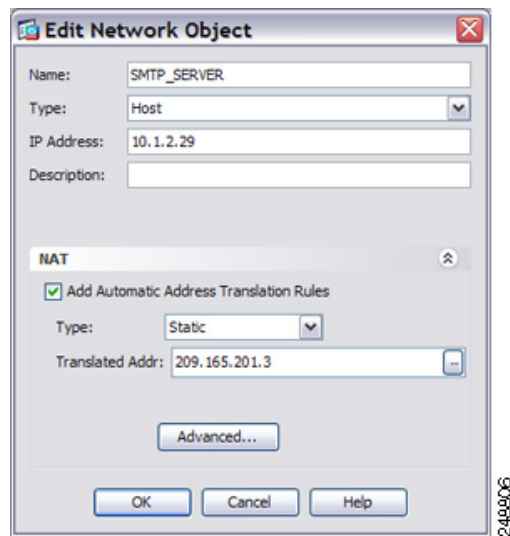 Edit Network Object
Name: SMTP_SERVER
Type: Host
IP Address: 10.1.2.29
Description:
NAT
Add Automatic Address Translation Rules
Type: Static
Translated Addr: 209.165.201.3 ...
Advanced...
OK Cancel Help
248806